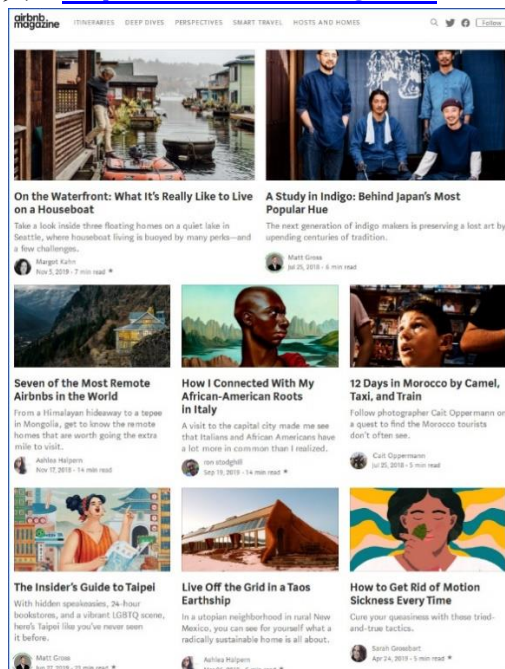 airbnb.
magazine
ITINERARIES DEEP DIVES PERSPECTIVES SMART TRAVEL HOSTS AND HOMES
Follow
On the Waterfront: What It's Really Like to Live
on a Houseboat
Take a look inside three floating homes on a quiet lake in
Seattle, where houseboat living is buoyed by many perks—and
a few challenges.
Margot Kahn
Nov 5, 2019 · 7 min read
A Study in Indigo: Behind Japan's Most
Popular Hue
The next generation of indigo makers is preserving a lost art by
upending centuries of tradition.
Matt Gross
Jul 25, 2018 · 6 min read
Seven of the Most Remote
Airbnbs in the World
From a Himalayan hideaway to a tepee
in Mongolia, get to know the remote
homes that are worth going the extra
mile to visit.
Ashlea Halpern
Nov 17, 2018 · 14 min read
How I Connected With My
African-American Roots
in Italy
A visit to the capital city made me see
that Italians and African Americans have
a lot more in common than I realized.
ron stodghill
Sep 19, 2018 · 14 min read
12 Days in Morocco by Camel,
Taxi, and Train
Follow photographer Cait Oppermann on
a quest to find the Morocco tourists
don't often see.
Cait Oppermann
Jul 25, 2018 · 5 min read
The Insider's Guide to Taipei
With hidden speakeasies, 24-hour
bookstores, and a vibrant LGBTQ scene,
here's Taipei like you've never seen
it before.
Matt Gross
Live Off the Grid in a Taos
Earthship
In a utopian neighborhood in rural New
Mexico, you can see for yourself what a
radically sustainable home is all about.
Ashlea Halpern
How to Get Rid of Motion
Sickness Every Time
Cure your queasiness with these tried-
and-true tactics.
Sarah Grossbart
Apr 24, 2019 · 5 min read